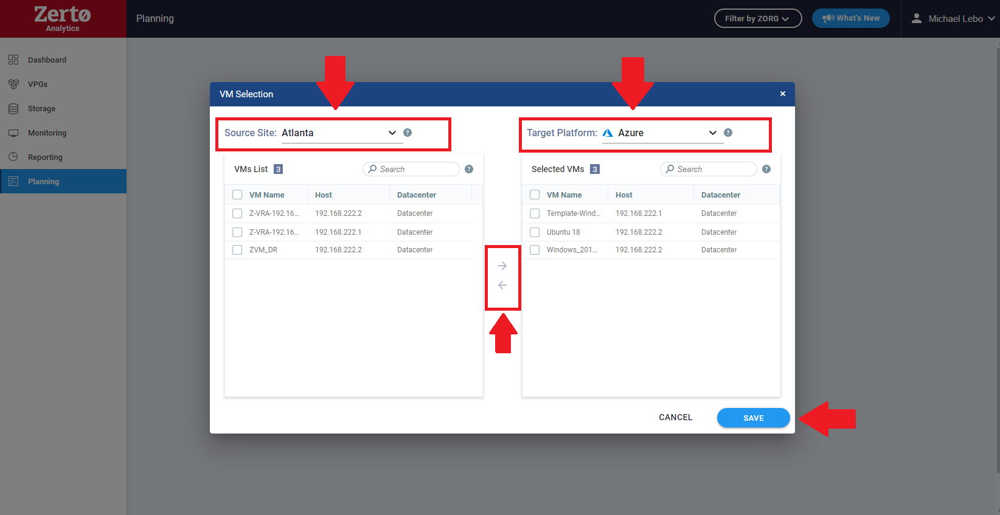 Zerto
Analytics
Planning
Filter by ZORG
What's New
Michael Lebo
Dashboard
VPGs
Storage
Monitoring
Reporting
Planning
VM Selection
×
Source Site: Atlanta ?
Target Platform: Azure ?
VMs List 3 Search ?
VM Name Host Datacenter
Z-VRA-192.16... 192.168.222.2 Datacenter
Z-VRA-192.16... 192.168.222.1 Datacenter
ZVM_DR 192.168.222.2 Datacenter
Selected VMs 3 Search ?
VM Name Host Datacenter
Template-Wind... 192.168.222.1 Datacenter
Ubuntu 18 192.168.222.2 Datacenter
Windows_201... 192.168.222.2 Datacenter
CANCEL
SAVE